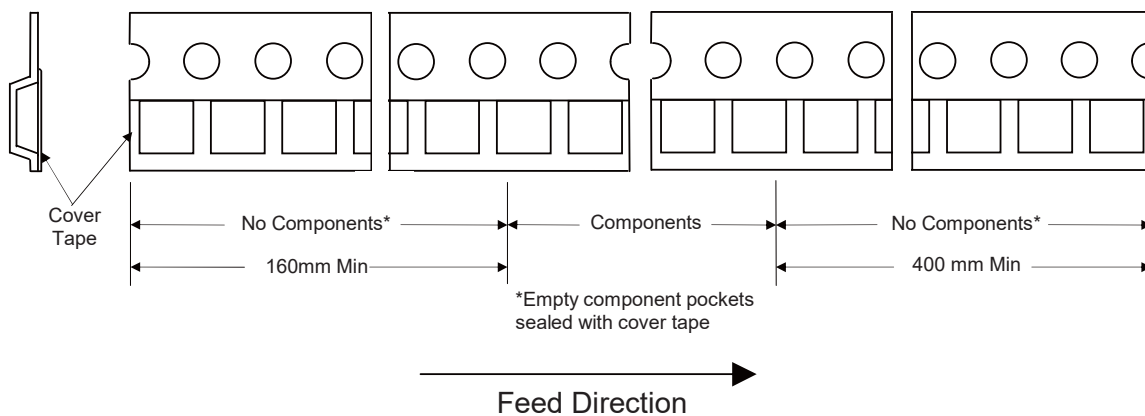 Cover
Tape
No Components*
Components
No Components*
160mm Min
400 mm Min
*Empty component pockets
sealed with cover tape
Feed Direction